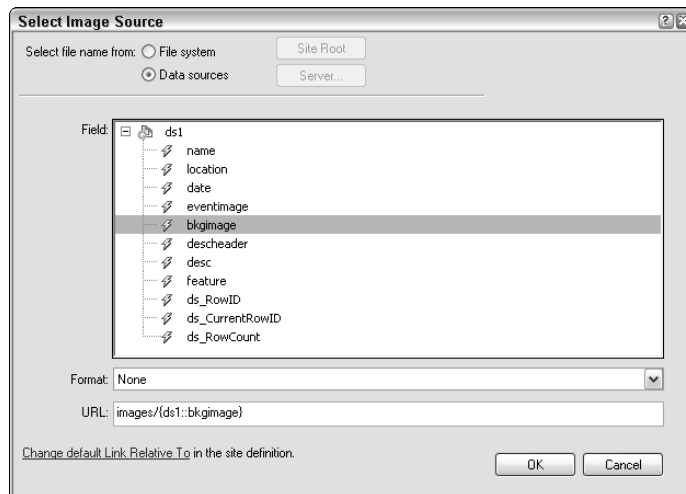 Select Image Source
Select file name from: File system Site Root
Data sources Server...
Field: ds1
name
location
date
eventimage
bkgimage
descheader
desc
feature
ds_RowID
ds_CurrentRowID
ds_RowCount
Format: None
URL: images/{ds1::bkgimage}
Change default Link Relative To in the site definition.
OK Cancel